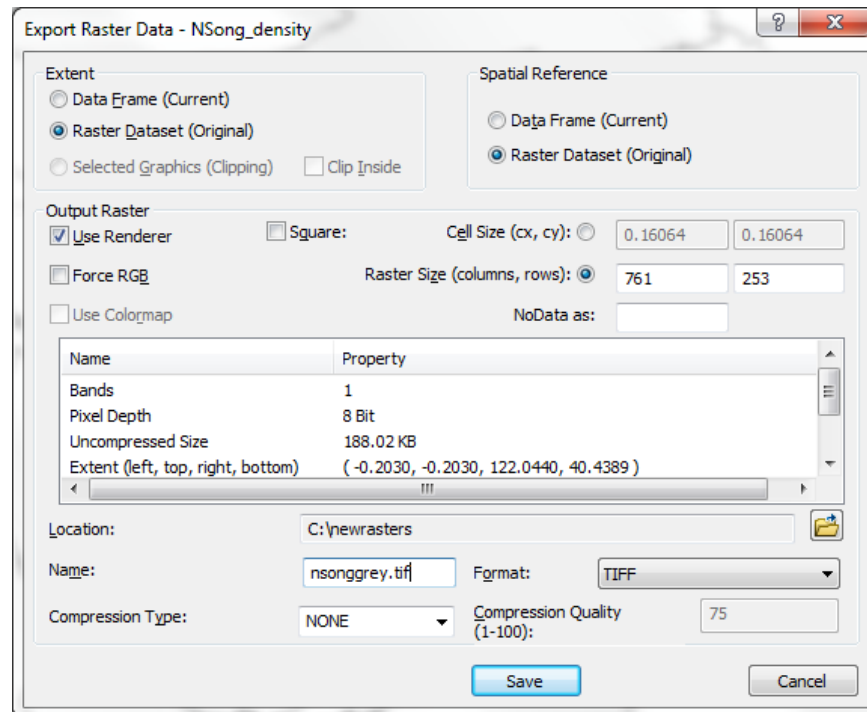 Export Raster Data - NSong_density
Extent
Data Frame (Current)
Raster Dataset (Original)
Selected Graphics (Clipping) Clip Inside
Spatial Reference
Data Frame (Current)
Raster Dataset (Original)
Output Raster
Use Renderer Square: Cell Size (cx, cy): 0.16064 0.16064
Force RGB Raster Size (columns, rows): 761 253
Use Colormap NoData as:
Name Property
Bands 1
Pixel Depth 8 Bit
Uncompressed Size 188.02 KB
Extent (left, top, right, bottom) ( -0.2030, -0.2030, 122.0440, 40.4389 )
Location: C:\newrasters
Name: nsonggrey.tif Format: TIFF
Compression Type: NONE Compression Quality (1-100): 75
Save Cancel